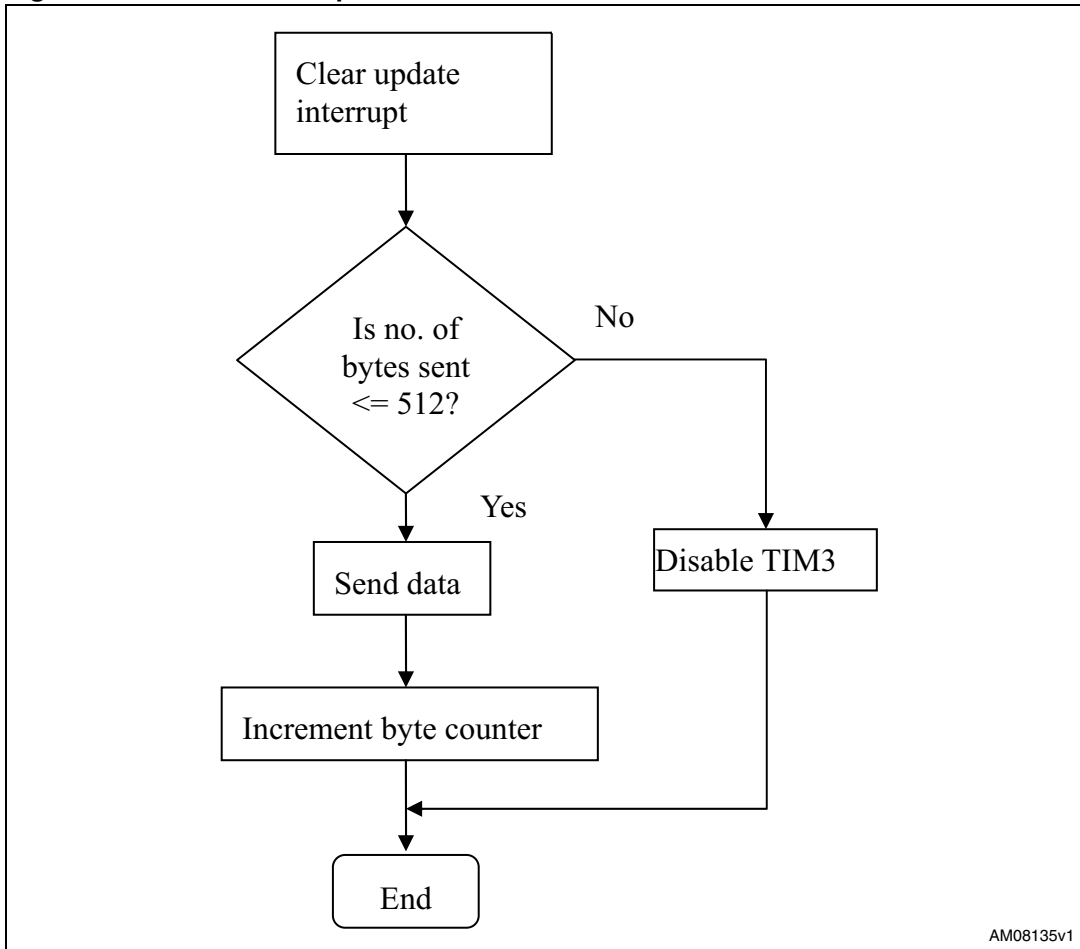 Clear update
interrupt
Is no. of
bytes sent
<= 512?
No
Yes
Send data
Disable TIM3
Increment byte counter
End
AM08135v1